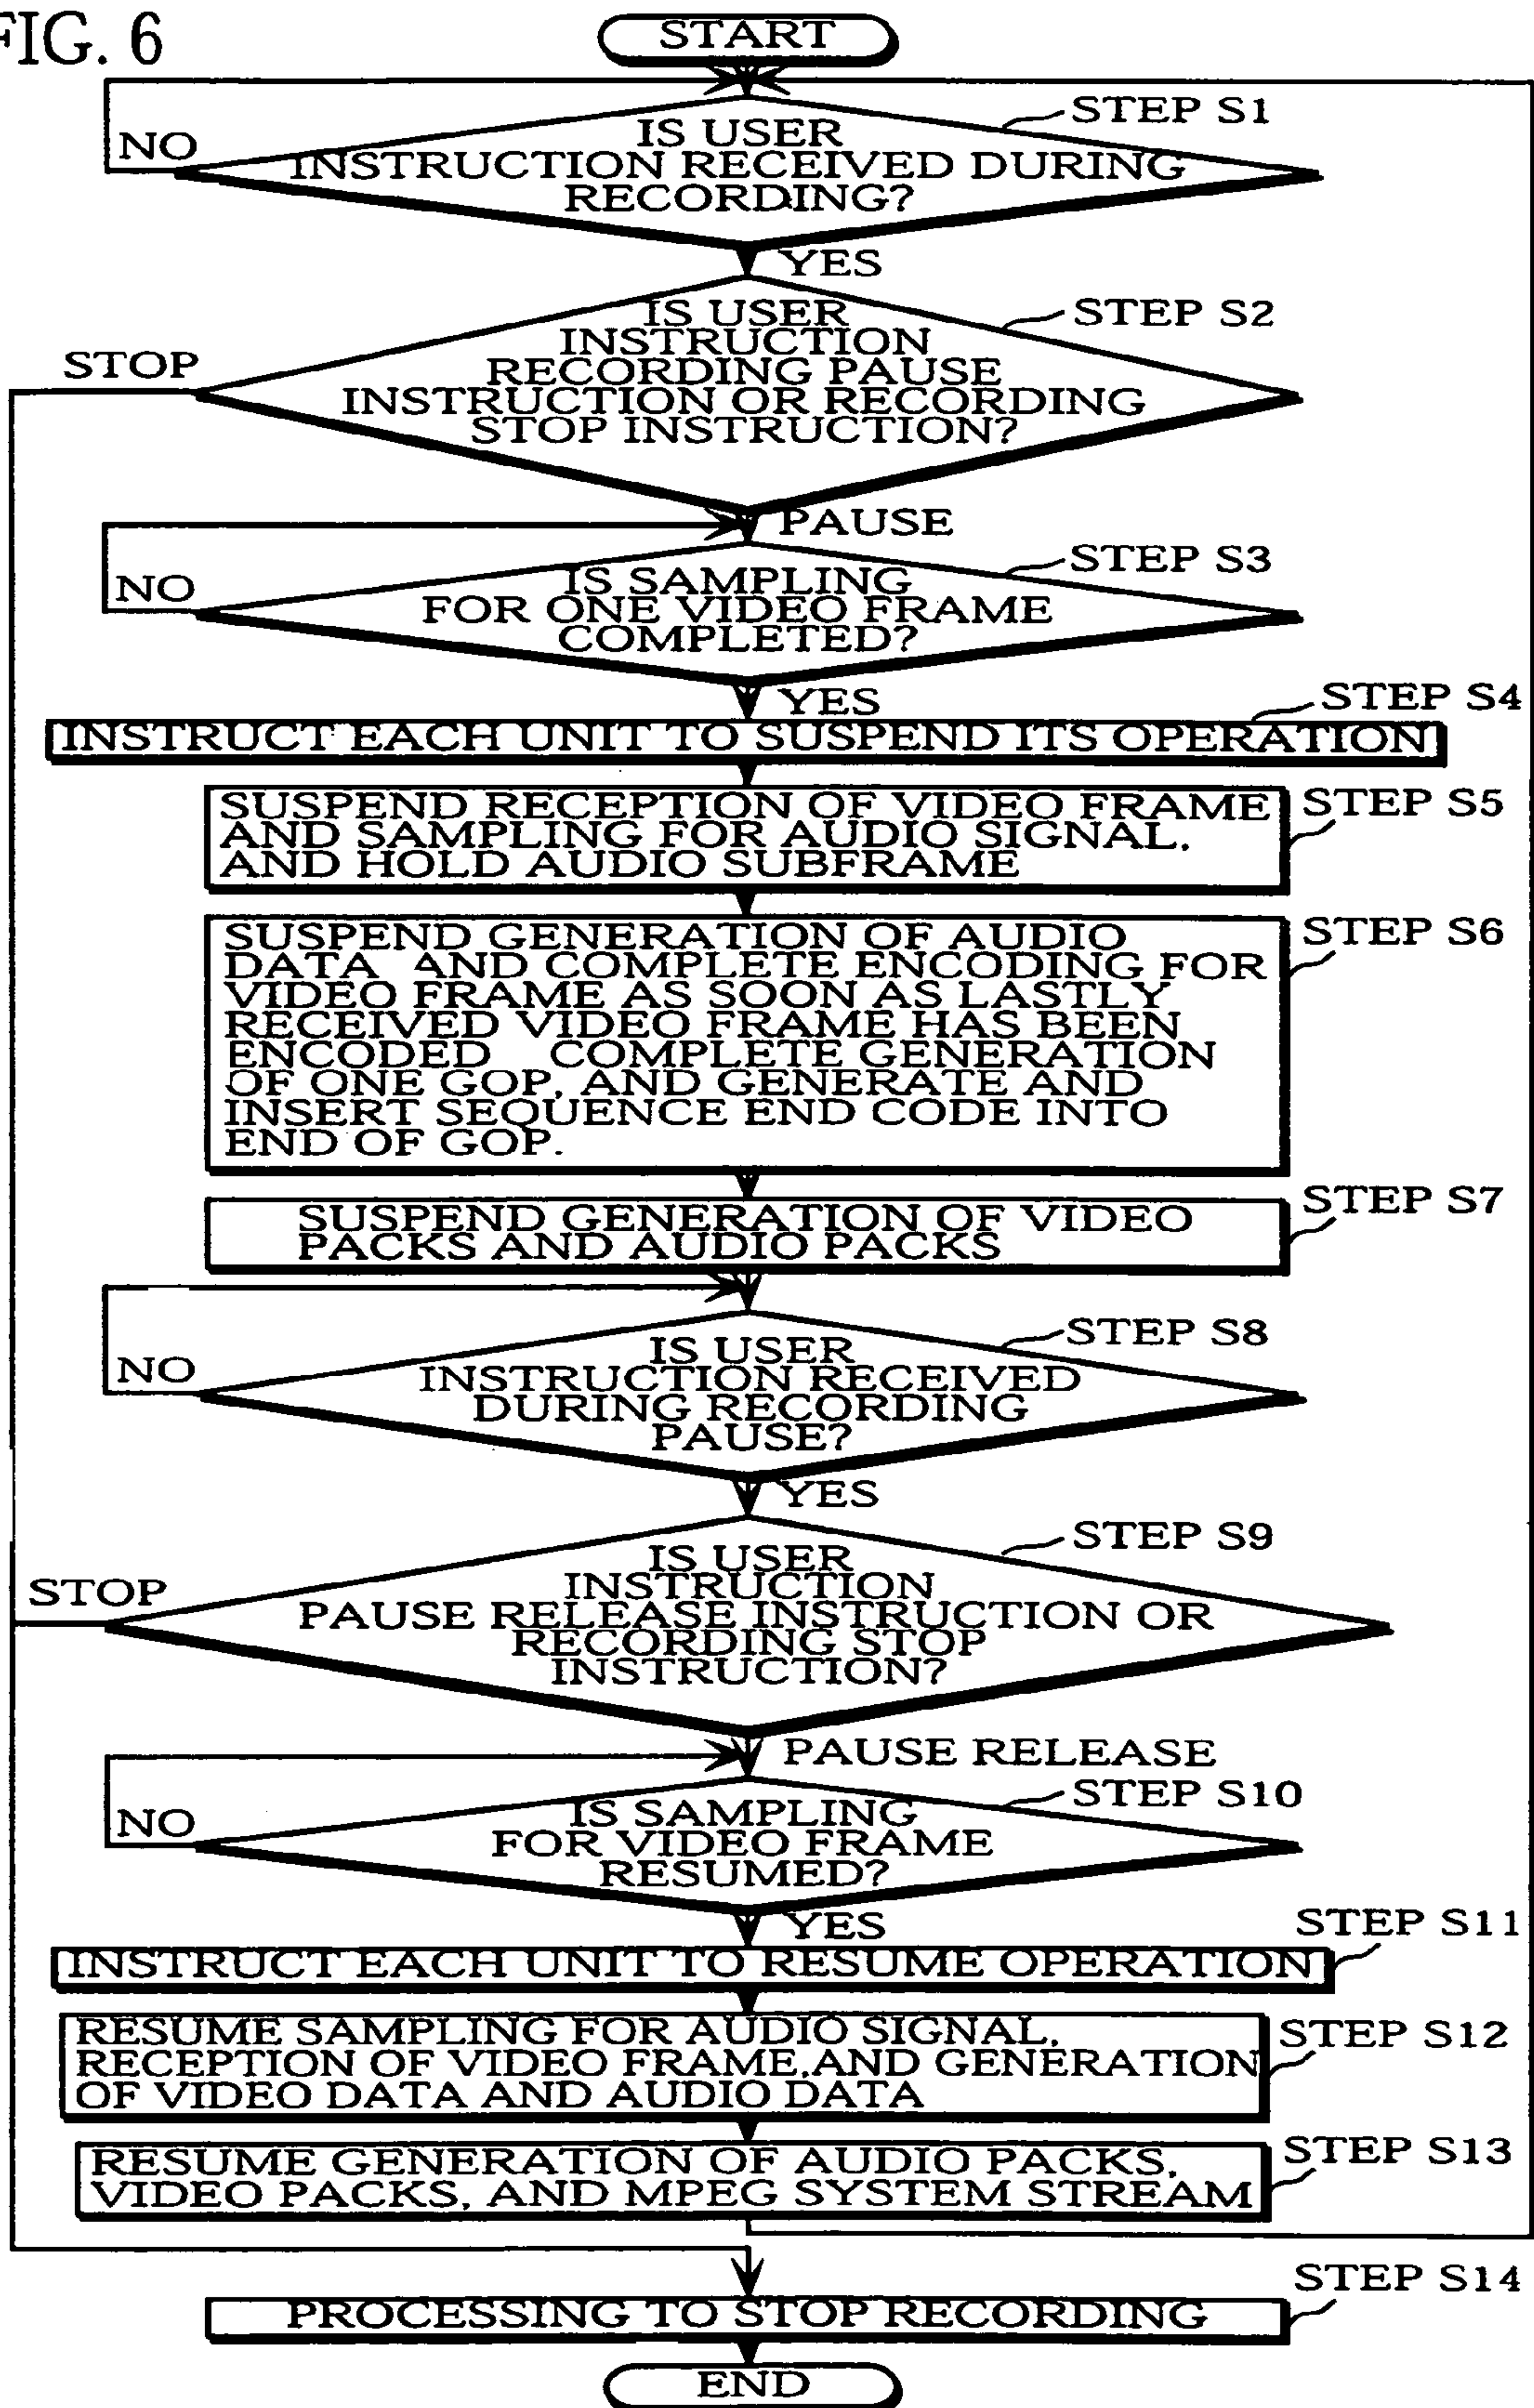 FIG. 6
START
STEP S1
IS USER
INSTRUCTION RECEIVED DURING
RECORDING?
NO
YES
STEP S2
IS USER
INSTRUCTION
RECORDING PAUSE
INSTRUCTION OR RECORDING
STOP INSTRUCTION?
STOP
PAUSE
STEP S3
IS SAMPLING
FOR ONE VIDEO FRAME
COMPLETED?
NO
YES
STEP S4
INSTRUCT EACH UNIT TO SUSPEND ITS OPERATION
STEP S5
SUSPEND RECEPTION OF VIDEO FRAME
AND SAMPLING FOR AUDIO SIGNAL,
AND HOLD AUDIO SUBFRAME
STEP S6
SUSPEND GENERATION OF AUDIO
DATA AND COMPLETE ENCODING FOR
VIDEO FRAME AS SOON AS LASTLY
RECEIVED VIDEO FRAME HAS BEEN
ENCODED COMPLETE GENERATION
OF ONE GOP, AND GENERATE AND
INSERT SEQUENCE END CODE INTO
END OF GOP.
STEP S7
SUSPEND GENERATION OF VIDEO
PACKS AND AUDIO PACKS
STEP S8
IS USER
INSTRUCTION RECEIVED
DURING RECORDING
PAUSE?
NO
YES
STEP S9
IS USER
INSTRUCTION
PAUSE RELEASE INSTRUCTION OR
RECORDING STOP
INSTRUCTION?
STOP
PAUSE RELEASE
STEP S10
IS SAMPLING
FOR VIDEO FRAME
RESUMED?
NO
YES
STEP S11
INSTRUCT EACH UNIT TO RESUME OPERATION
STEP S12
RESUME SAMPLING FOR AUDIO SIGNAL,
RECEPTION OF VIDEO FRAME, AND GENERATION
OF VIDEO DATA AND AUDIO DATA
STEP S13
RESUME GENERATION OF AUDIO PACKS,
VIDEO PACKS, AND MPEG SYSTEM STREAM
STEP S14
PROCESSING TO STOP RECORDING
END